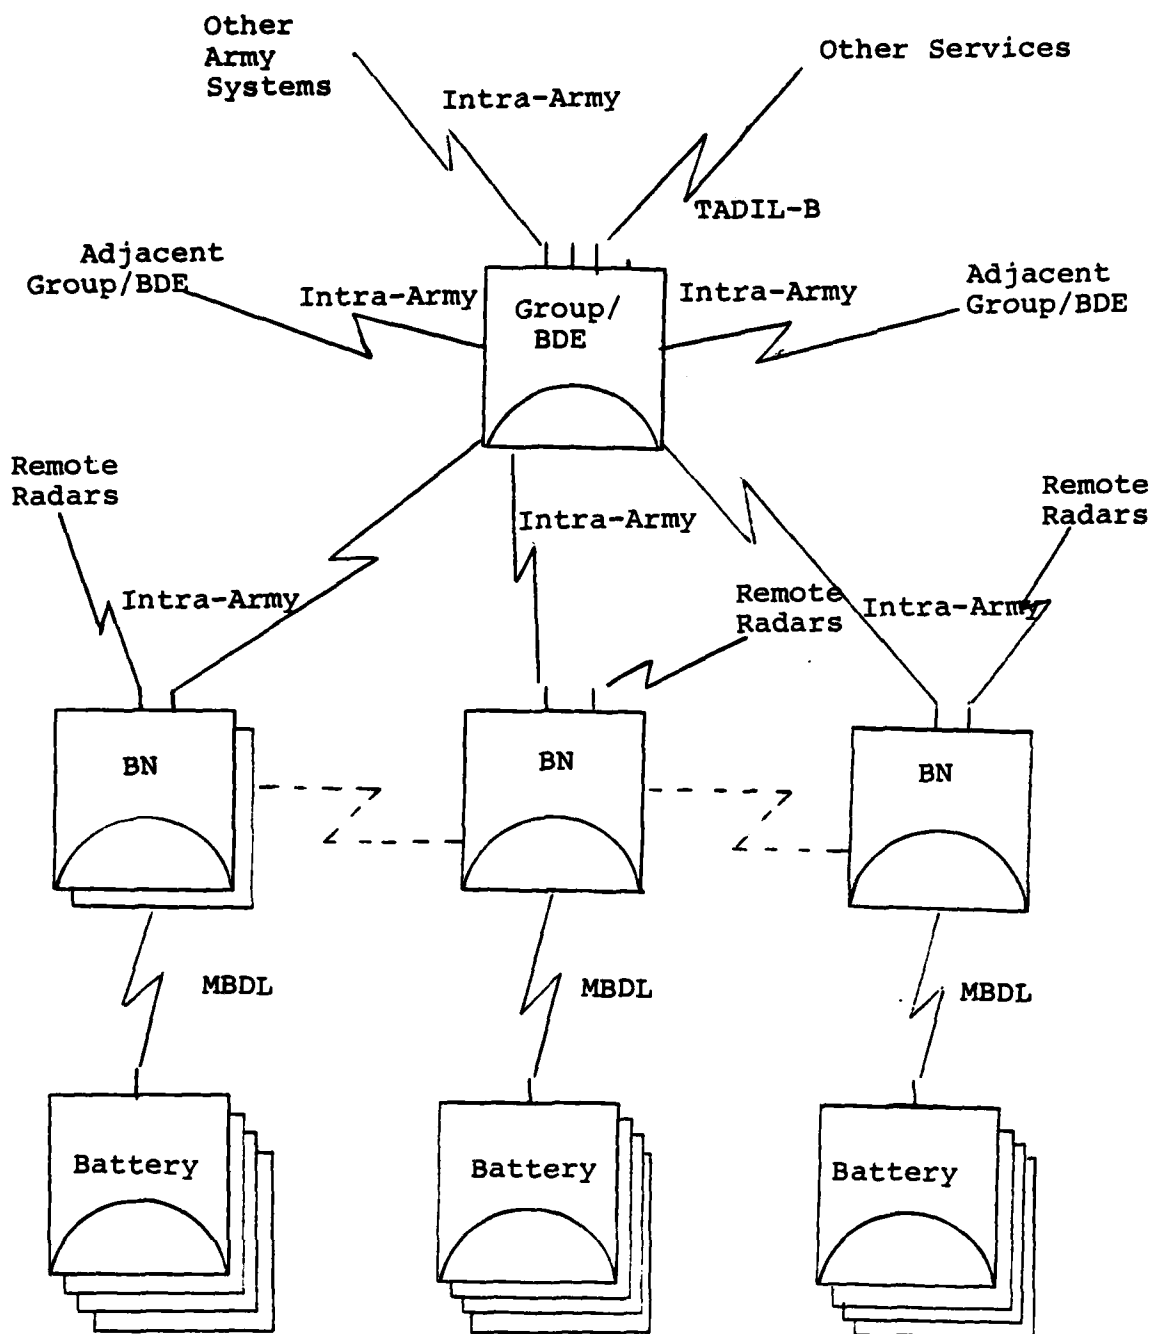 Other
Army
Systems
Other Services
Intra-Army
TADIL-B
Adjacent
Group/BDE
Intra-Army
Intra-Army
Adjacent
Group/BDE
Group/
BDE
Remote
Radars
Remote
Radars
Intra-Army
Intra-Army
Remote
Radars
Intra-Army
BN
BN
BN
MBDL
MBDL
MBDL
Battery
Battery
Battery